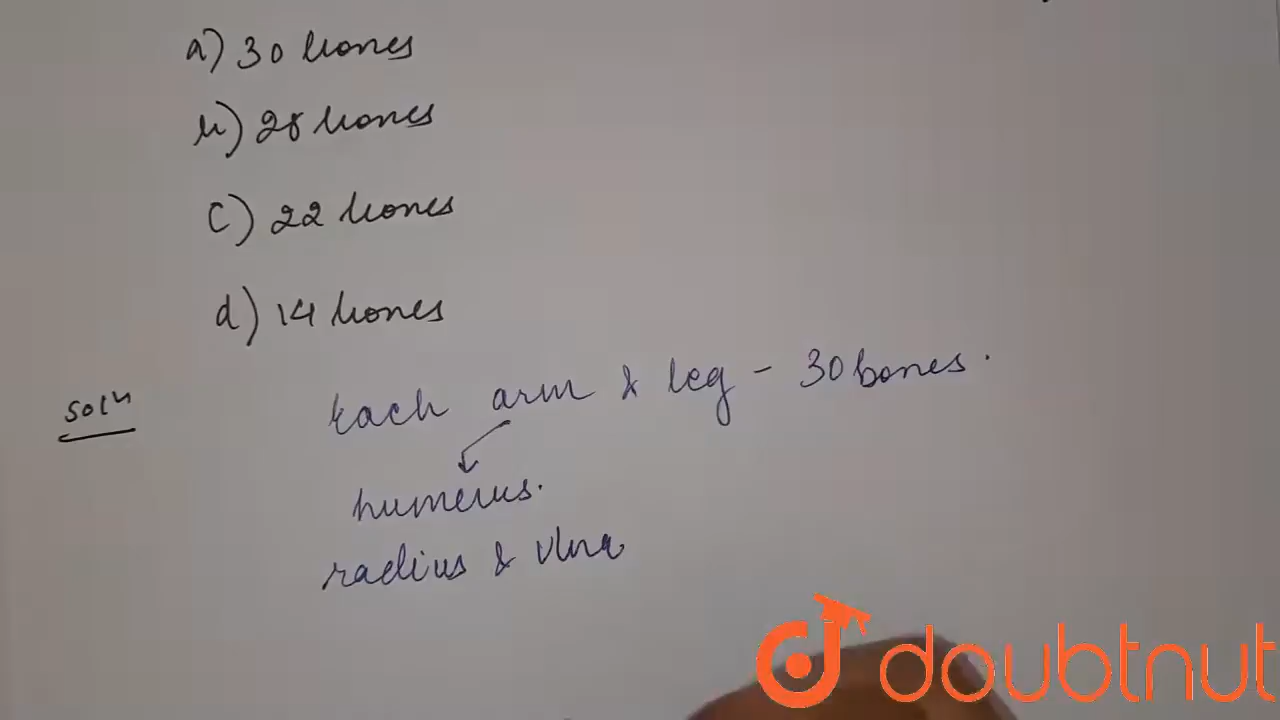 a) 30 bones
b) 28 bones
c) 22 bones
d) 14 bones
Soln
Each arm & leg - 30 bones.
humerus.
radius & ulna
doubtnut